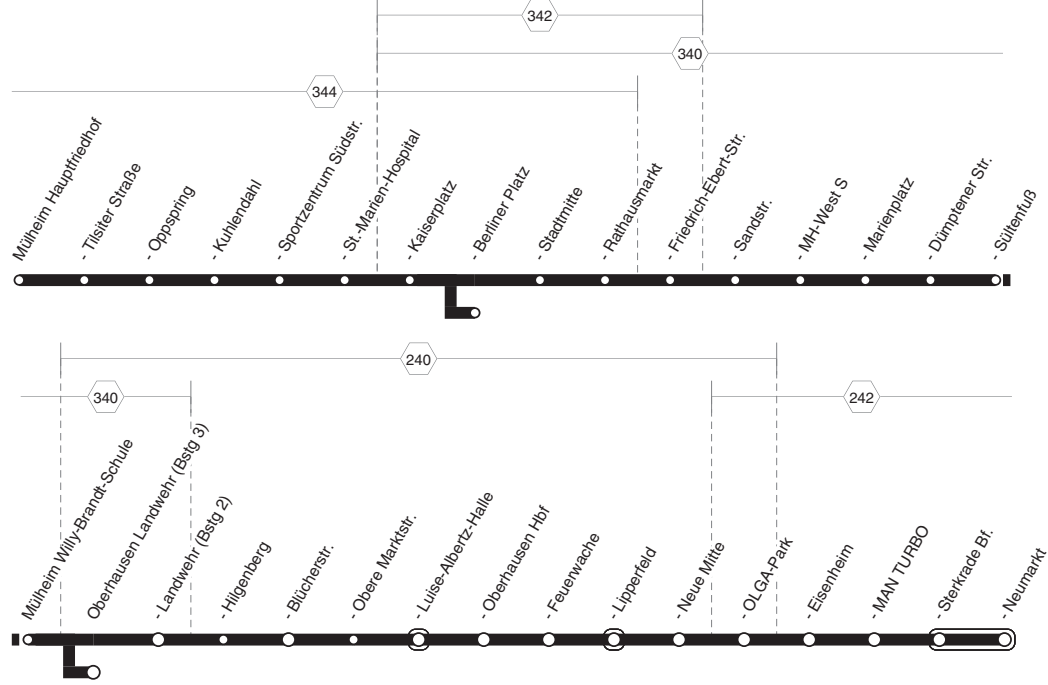 342
340
344
Mülheim Hauptfriedhof
- Tilsiter Straße
- Oppspring
- Kuhlendahl
- Sportzentrum Südstr.
- St.-Marien-Hospital
- Kaiserplatz
- Berliner Platz
- Stadtmitte
- Rathausmarkt
- Friedrich-Ebert-Str.
- Sandstr.
- MH-West S
- Marienplatz
- Dümptener Str.
- Sültenfuß
240
340
242
Mülheim Willy-Brandt-Schule
Oberhausen Landwehr (Bstg 3)
- Landwehr (Bstg 2)
- Hilgenberg
- Blücherstr.
- Obere Marktstr.
- Luise-Albertz-Halle
- Oberhausen Hbf
- Feuerwache
- Lipperfeld
- Neue Mitte
- OLGA-Park
- Eisenheim
- MAN TURBO
- Sterkrade Bf.
- Neumarkt